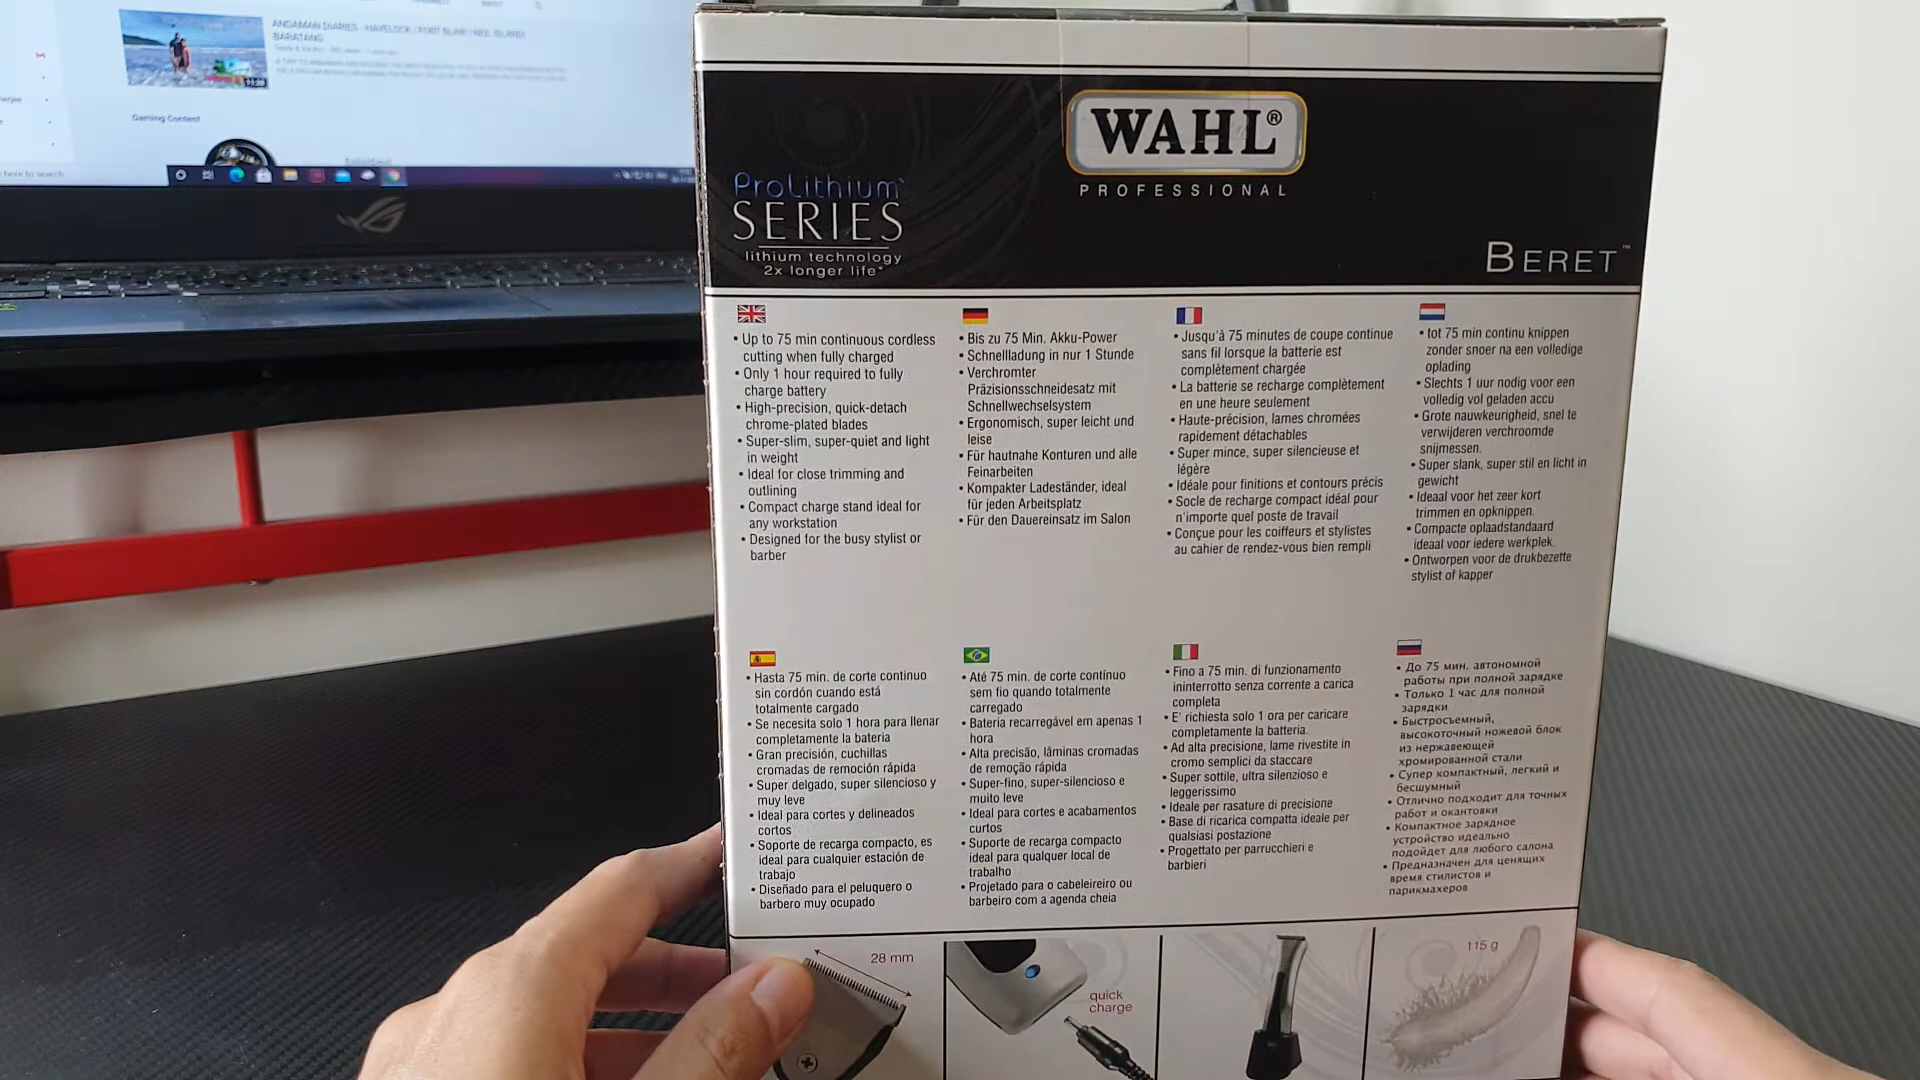 ANDAMAN DIARIES - HAVELOCK | PORT BLAIR | NEIL ISLAND
BARATANG
Gaming Content
here to search
WAHL®
PROFESSIONAL
ProLithium
SERIES
lithium technology
2x longer life*
BERET™
• Up to 75 min continuous cordless
cutting when fully charged
• Only 1 hour required to fully
charge battery
• High-precision, quick-detach
chrome-plated blades
• Super-slim, super-quiet and light
in weight
• Ideal for close trimming and
outlining
• Compact charge stand ideal for
any workstation
• Designed for the busy stylist or
barber
• Bis zu 75 Min. Akku-Power
• Schnellladung in nur 1 Stunde
• Verchromter
Präzisionsschneidesatz mit
Schnellwechselsystem
• Ergonomisch, super leicht und
leise
• Für hautnahe Konturen und alle
Feinarbeiten
• Kompakter Ladeständer, ideal
für jeden Arbeitsplatz
• Für den Dauereinsatz im Salon
• Jusqu'à 75 minutes de coupe continue
sans fil lorsque la batterie est
complètement chargée
• La batterie se recharge complètement
en une heure seulement
• Haute-précision, lames chromées
rapidement détachables
• Super mince, super silencieuse et
légère
• Idéale pour finitions et contours précis
• Socle de recharge compact idéal pour
n'importe quel poste de travail
• Conçue pour les coiffeurs et stylistes
au cahier de rendez-vous bien rempli
• tot 75 min continu knippen
zonder snoer na een volledige
oplading
• Slechts 1 uur nodig voor een
volledig vol geladen accu
• Grote nauwkeurigheid, snel te
verwijderen verchroomde
snijmessen.
• Super slank, super stil en licht in
gewicht
• Ideaal voor het zeer kort
trimmen en opknippen.
• Compacte oplaadstandaard
ideaal voor iedere werkplek.
• Ontworpen voor de drukbezette
stylist of kapper
• Hasta 75 min. de corte continuo
sin cordón cuando está
totalmente cargado
• Se necesita solo 1 hora para llenar
completamente la bateria
• Gran precisión, cuchillas
cromadas de remoción rápida
• Super delgado, super silencioso y
muy leve
• Ideal para cortes y delineados
cortos
• Soporte de recarga compacto, es
ideal para cualquier estación de
trabajo
• Diseñado para el peluquero o
barbero muy ocupado
• Até 75 min. de corte contínuo
sem fio quando totalmente
carregado
• Bateria recarregável em apenas 1
hora
• Alta precisão, lâminas cromadas
de remoção rápida
• Super-fino, super-silencioso e
muito leve
• Ideal para cortes e acabamentos
curtos
• Suporte de recarga compacto
ideal para qualquer local de
trabalho
• Projetado para o cabeleireiro ou
barbeiro com a agenda cheia
• Fino a 75 min. di funzionamento
ininterrotto senza corrente a carica
completa
• E' richiesta solo 1 ora per caricare
completamente la batteria.
• Ad alta precisione, lame rivestite in
cromo semplici da staccare
• Super sottile, ultra silenzioso e
leggerissimo
• Ideale per rasature di precisione
• Base di ricarica compatta ideale per
qualsiasi postazione
• Progettato per parrucchieri e
barbieri
• До 75 мин. автономной
работы при полной зарядке
• Только 1 час для полной
зарядки
• Быстросъемный,
высокоточный ножевой блок
из нержавеющей
хромированной стали
• Супер компактный, легкий и
бесшумный
• Отлично подходит для точных
работ и окантовки
• Компактное зарядное
устройство идеально
подойдет для любого салона
• Предназначен для ценящих
время стилистов и
парикмахеров
28 mm
quick
charge
115 g